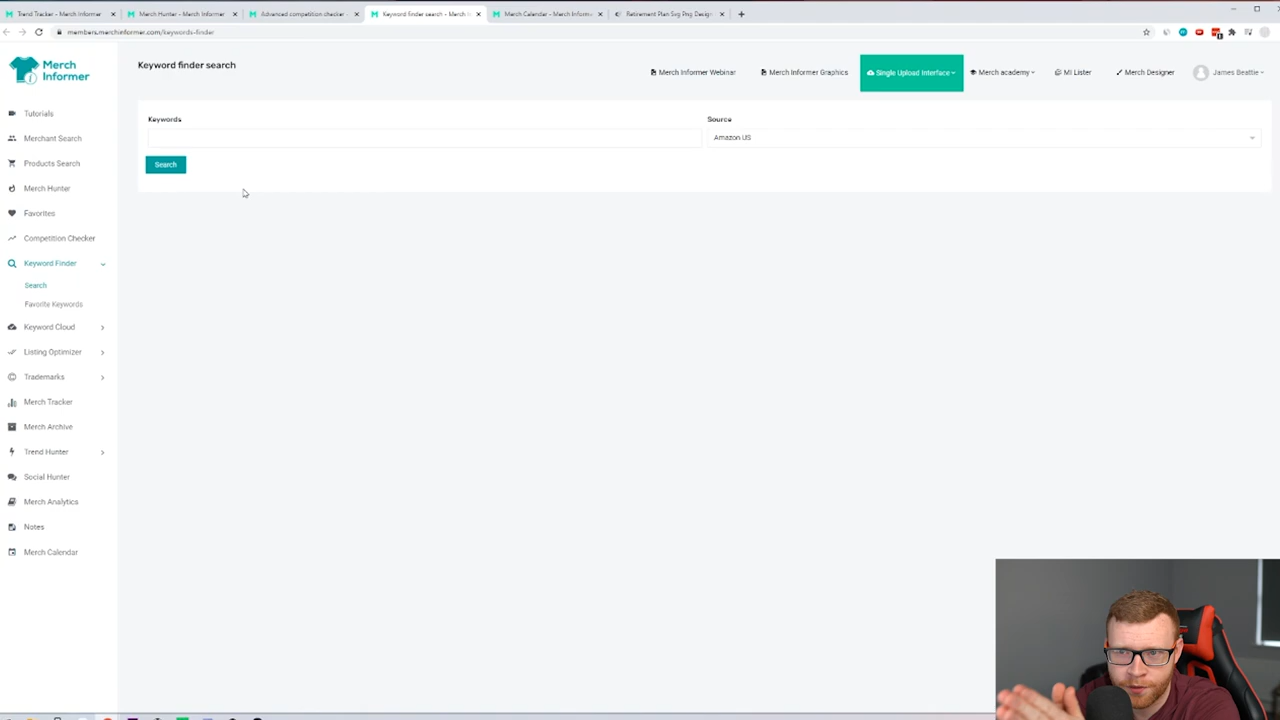 Trend Tracker - Merch Informer
Merch Hunter - Merch Informer
Advanced competition checker -
Keyword finder search - Merch I
Merch Calendar - Merch Informer
Retirement Plan Svg Png Design
members.merchinformer.com/keywords-finder
Merch Informer
Keyword finder search
Merch Informer Webinar
Merch Informer Graphics
Single Upload Interface
Merch academy
MI Lister
Merch Designer
James Beattie
Tutorials
Merchant Search
Products Search
Merch Hunter
Favorites
Competition Checker
Keyword Finder
Search
Favorite Keywords
Keyword Cloud
Listing Optimizer
Trademarks
Merch Tracker
Merch Archive
Trend Hunter
Social Hunter
Merch Analytics
Notes
Merch Calendar
Keywords
Source
Amazon US
Search